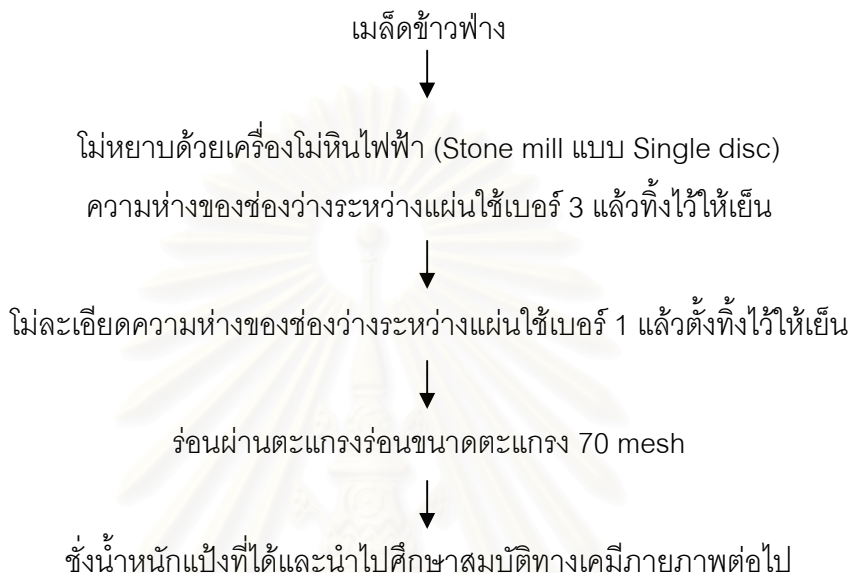 เมล็ดข้าวฟ่าง
โม่หยาบด้วยเครื่องโม่หินไฟฟ้า (Stone mill แบบ Single disc)
ความห่างของช่องว่างระหว่างแผ่นใช้เบอร์ 3 แล้วทิ้งไว้ให้เย็น
โม่ละเอียดความห่างของช่องว่างระหว่างแผ่นใช้เบอร์ 1 แล้วตั้งทิ้งไว้ให้เย็น
ร่อนผ่านตะแกรงร่อนขนาดตะแกรง 70 mesh
ชั่งน้ำหนักแป้งที่ได้และนำไปศึกษาสมบัติทางเคมีภายภาพต่อไป